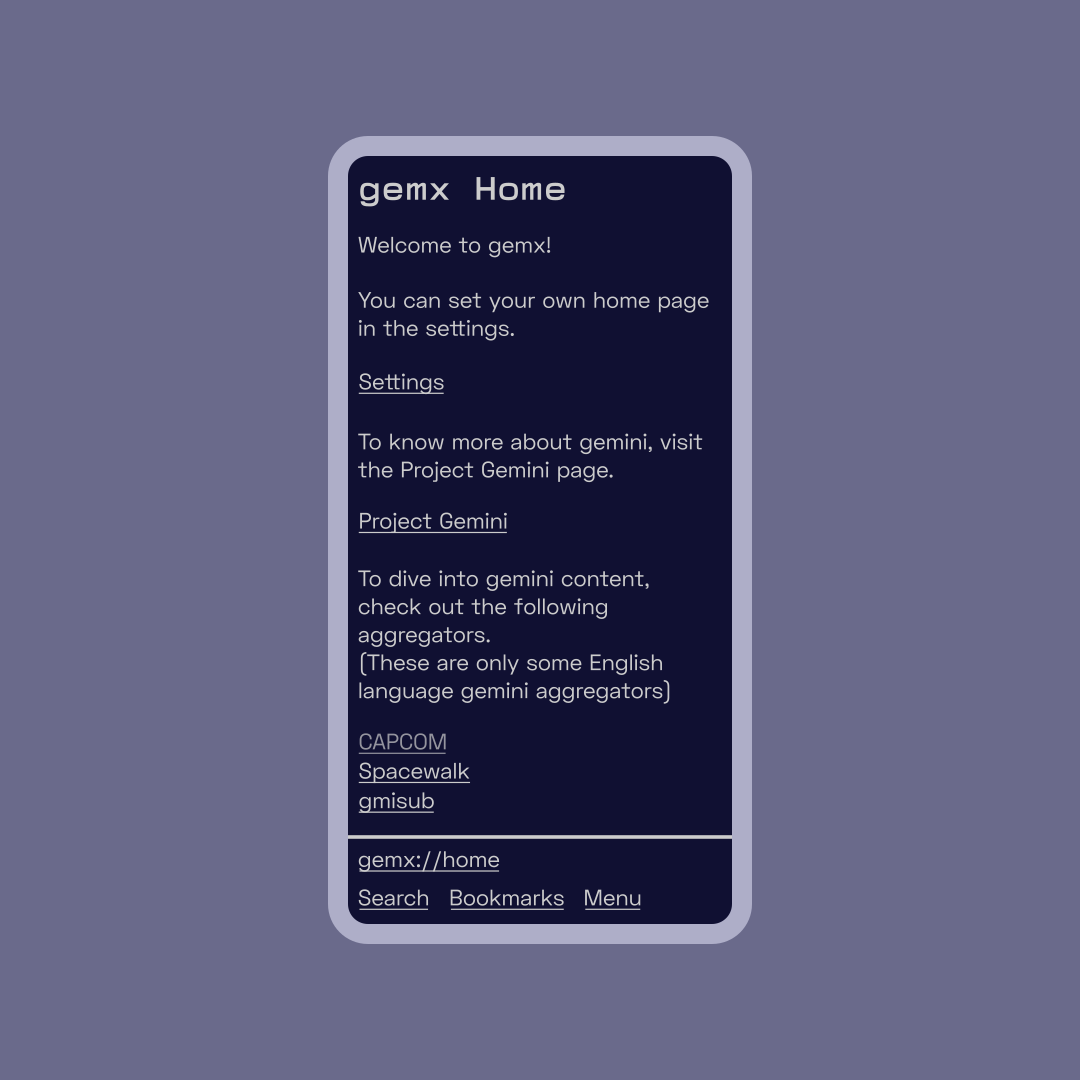 gemx Home
Welcome to gemx!
You can set your own home page
in the settings.
Settings
To know more about gemini, visit
the Project Gemini page.
Project Gemini
To dive into gemini content,
check out the following
aggregators.
(These are only some English
language gemini aggregators)
CAPCOM
Spacewalk
gmisub
gemx://home
Search Bookmarks Menu